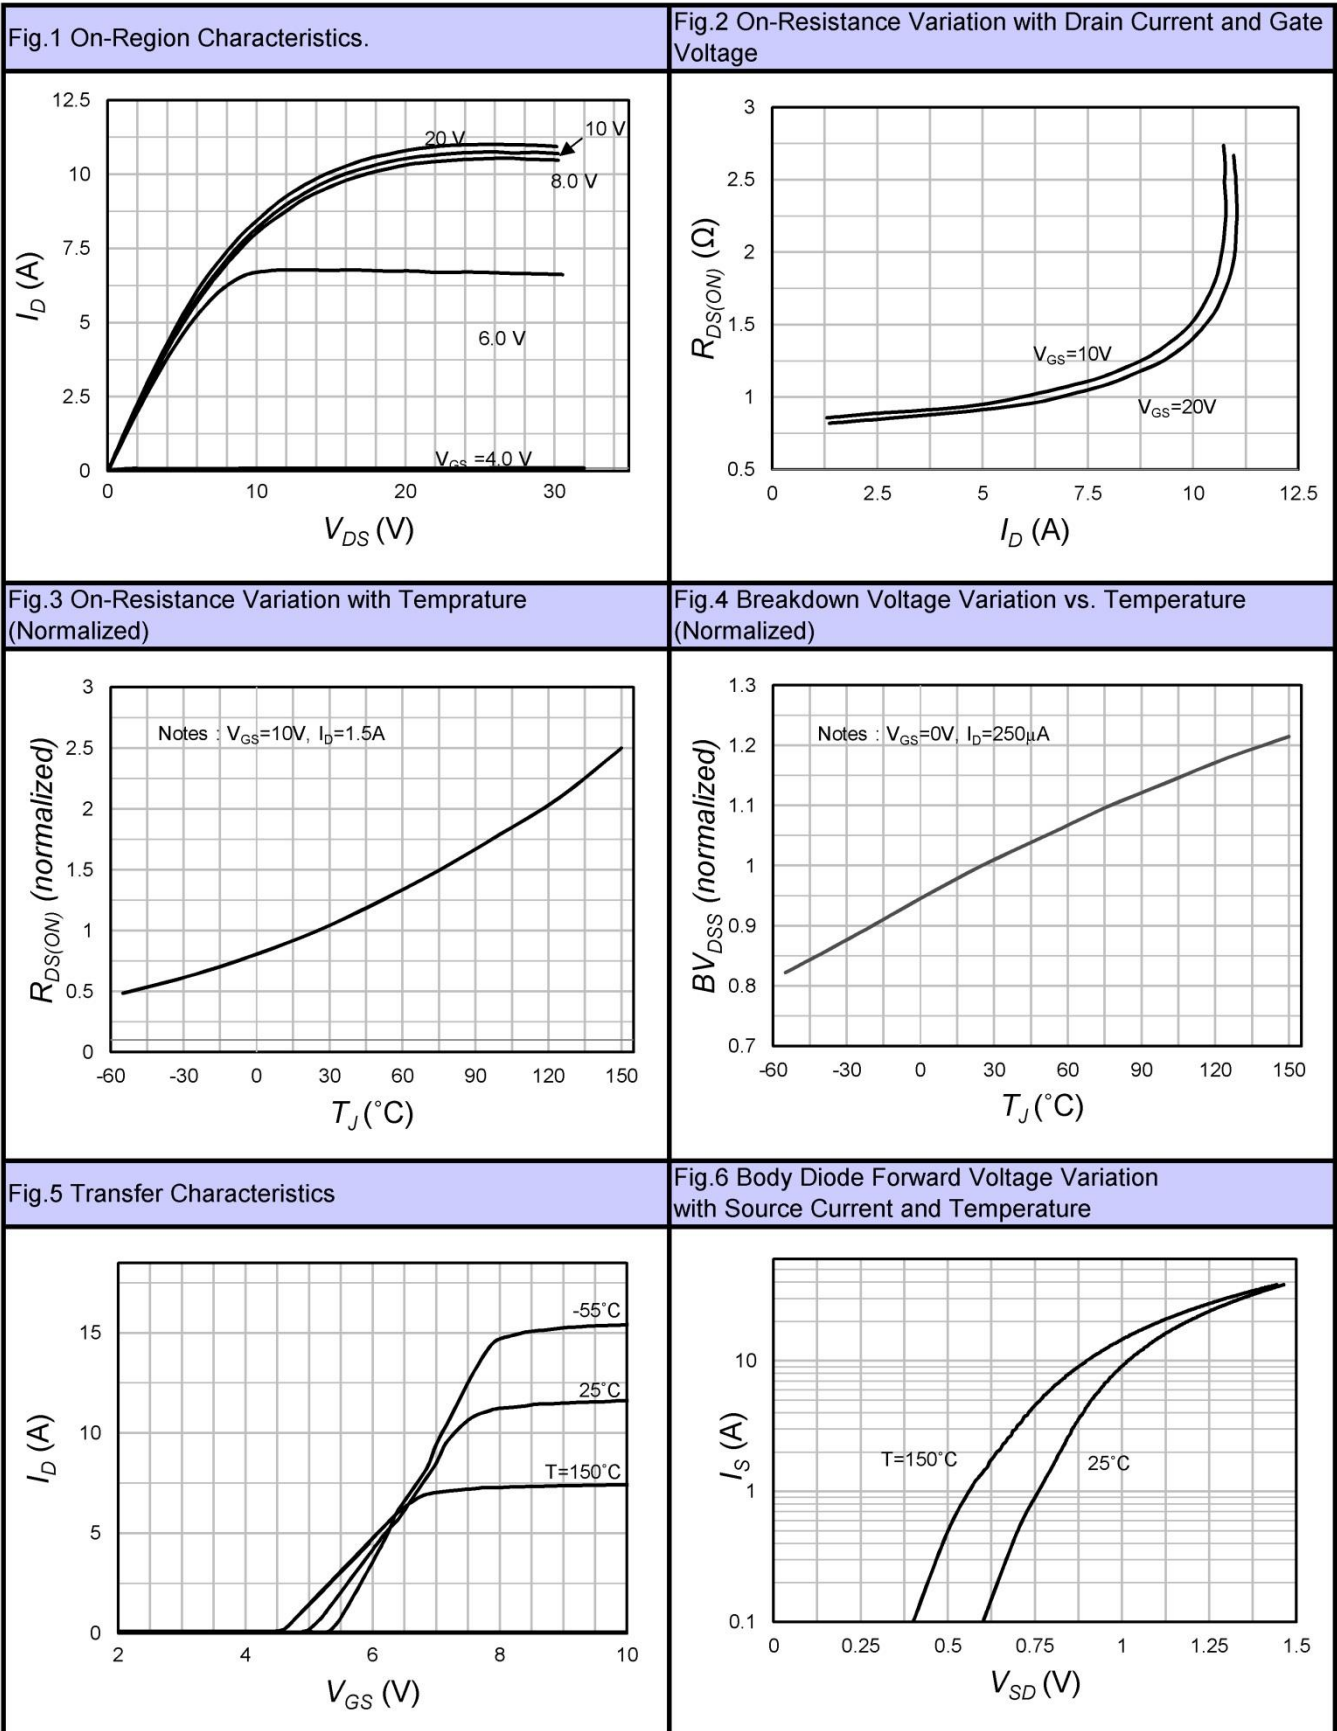 Fig.1 On-Region Characteristics.
Fig.2 On-Resistance Variation with Drain Current and Gate
Voltage
12.5
10
7.5
5
2.5
0
I_D (A)
20 V
10 V
8.0 V
6.0 V
V_GS =4.0 V
0 10 20 30
V_DS (V)
3
2.5
2
1.5
1
0.5
R_DS(ON) (Ω)
V_GS=10V
V_GS=20V
0 2.5 5 7.5 10 12.5
I_D (A)
Fig.3 On-Resistance Variation with Temprature
(Normalized)
Fig.4 Breakdown Voltage Variation vs. Temperature
(Normalized)
3
2.5
2
1.5
1
0.5
0
R_DS(ON) (normalized)
Notes : V_GS=10V, I_D=1.5A
-60 -30 0 30 60 90 120 150
T_J (˚C)
1.3
1.2
1.1
1
0.9
0.8
0.7
BV_DSS (normalized)
Notes : V_GS=0V, I_D=250μA
-60 -30 0 30 60 90 120 150
T_J (˚C)
Fig.5 Transfer Characteristics
Fig.6 Body Diode Forward Voltage Variation
with Source Current and Temperature
15
10
5
0
I_D (A)
-55˚C
25˚C
T=150˚C
2 4 6 8 10
V_GS (V)
10
1
0.1
I_S (A)
T=150˚C
25˚C
0 0.25 0.5 0.75 1 1.25 1.5
V_SD (V)